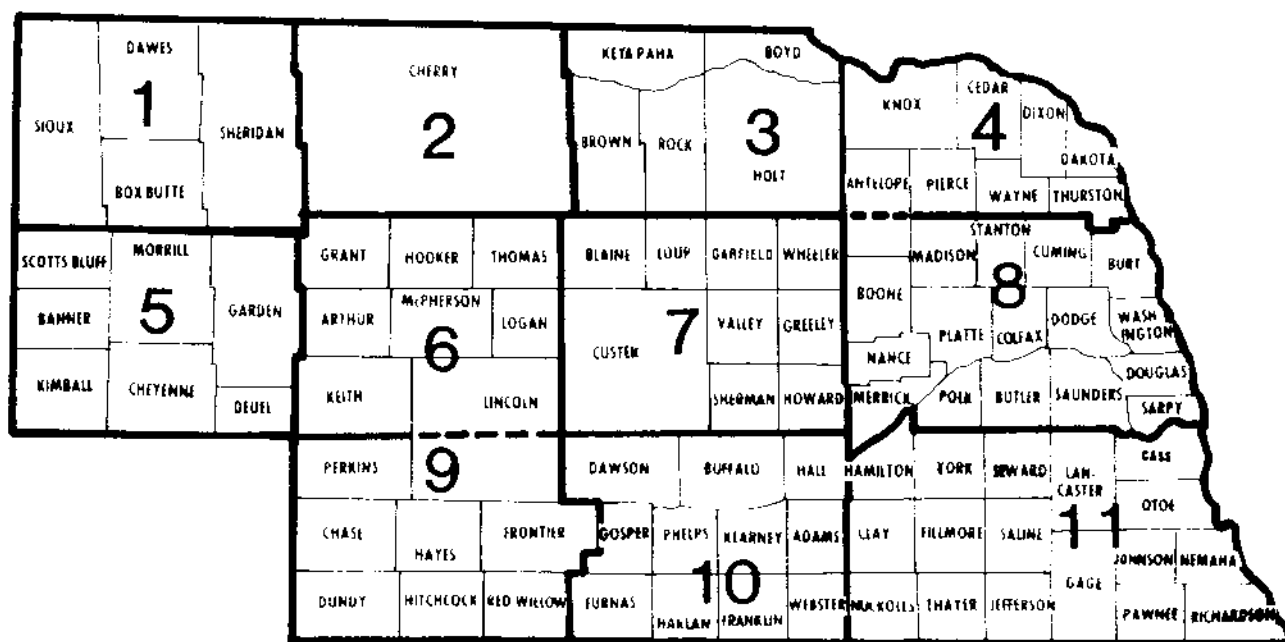 DAWES
KEYA PAHA
BOYD
CHERRY
CEDAR
1
2
3
4
KNOX
DIXON
SIOUX
SHERIDAN
BROWN
ROCK
HOLT
DAKOTA
BOX BUTTE
ANTELOPE
PIERCE
WAYNE
THURSTON
STANTON
MORRILL
SCOTTS BLUFF
GRANT
HOOKER
THOMAS
BLAINE
LOUP
GARFIELD
WHEELER
MADISON
CUMING
BURT
5
GARDEN
BANNER
McPHERSON
ARTHUR
LOGAN
6
7
VALLEY
GREELEY
BOONE
8
PLATTE
COLFAX
DODGE
WASH
INGTON
CUSTER
NANCE
DOUGLAS
KIMBALL
CHEYENNE
DEUEL
KEITH
LINCOLN
SHERMAN
HOWARD
MERRICK
POLK
BUTLER
SAUNDERS
SARPY
PERKINS
9
DAWSON
BUFFALO
HALL
HAMILTON
YORK
SEWARD
LAN-
CASTER
CASS
OTOE
CHASE
HAYES
FRONTIER
GOSPER
PHELPS
KEARNEY
ADAMS
CLAY
FILLMORE
SALINE
11
JOHNSON
NEMAHA
10
GAGE
DUNDY
HITCHCOCK
RED WILLOW
FURNAS
HARLAN
FRANKLIN
WEBSTER
NUCKOLLS
THAYER
JEFFERSON
PAWNEE
RICHARDSON